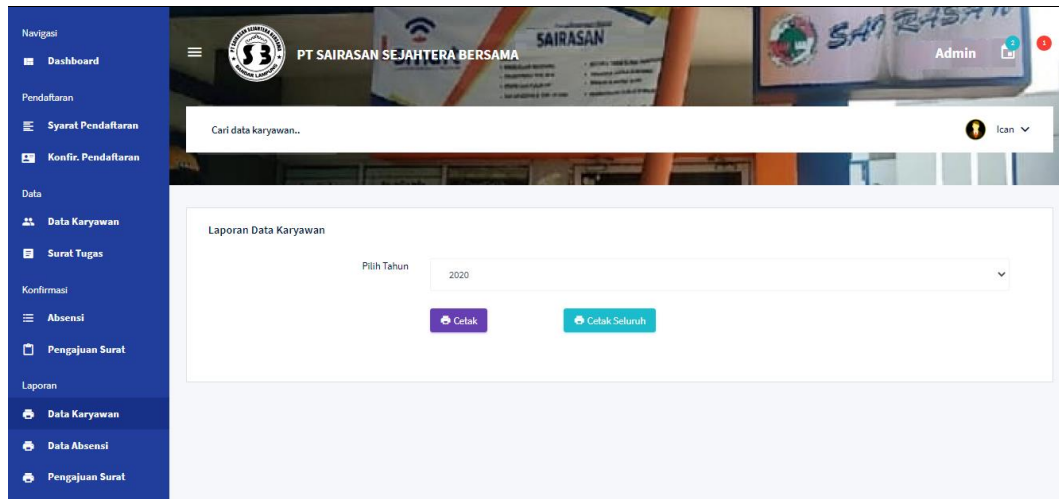 Navigasi
Dashboard
Pendaftaran
Syarat Pendaftaran
Konfir. Pendaftaran
Data
Data Karyawan
Surat Tugas
Konfirmasi
Absensi
Pengajuan Surat
Laporan
Data Karyawan
Data Absensi
Pengajuan Surat
SAIRASAN
PT SAIRASAN SEJAHTERA BERSAMA
Admin
2
1
Cari data karyawan..
Ican
Laporan Data Karyawan
Pilih Tahun
2020
Cetak
Cetak Seluruh